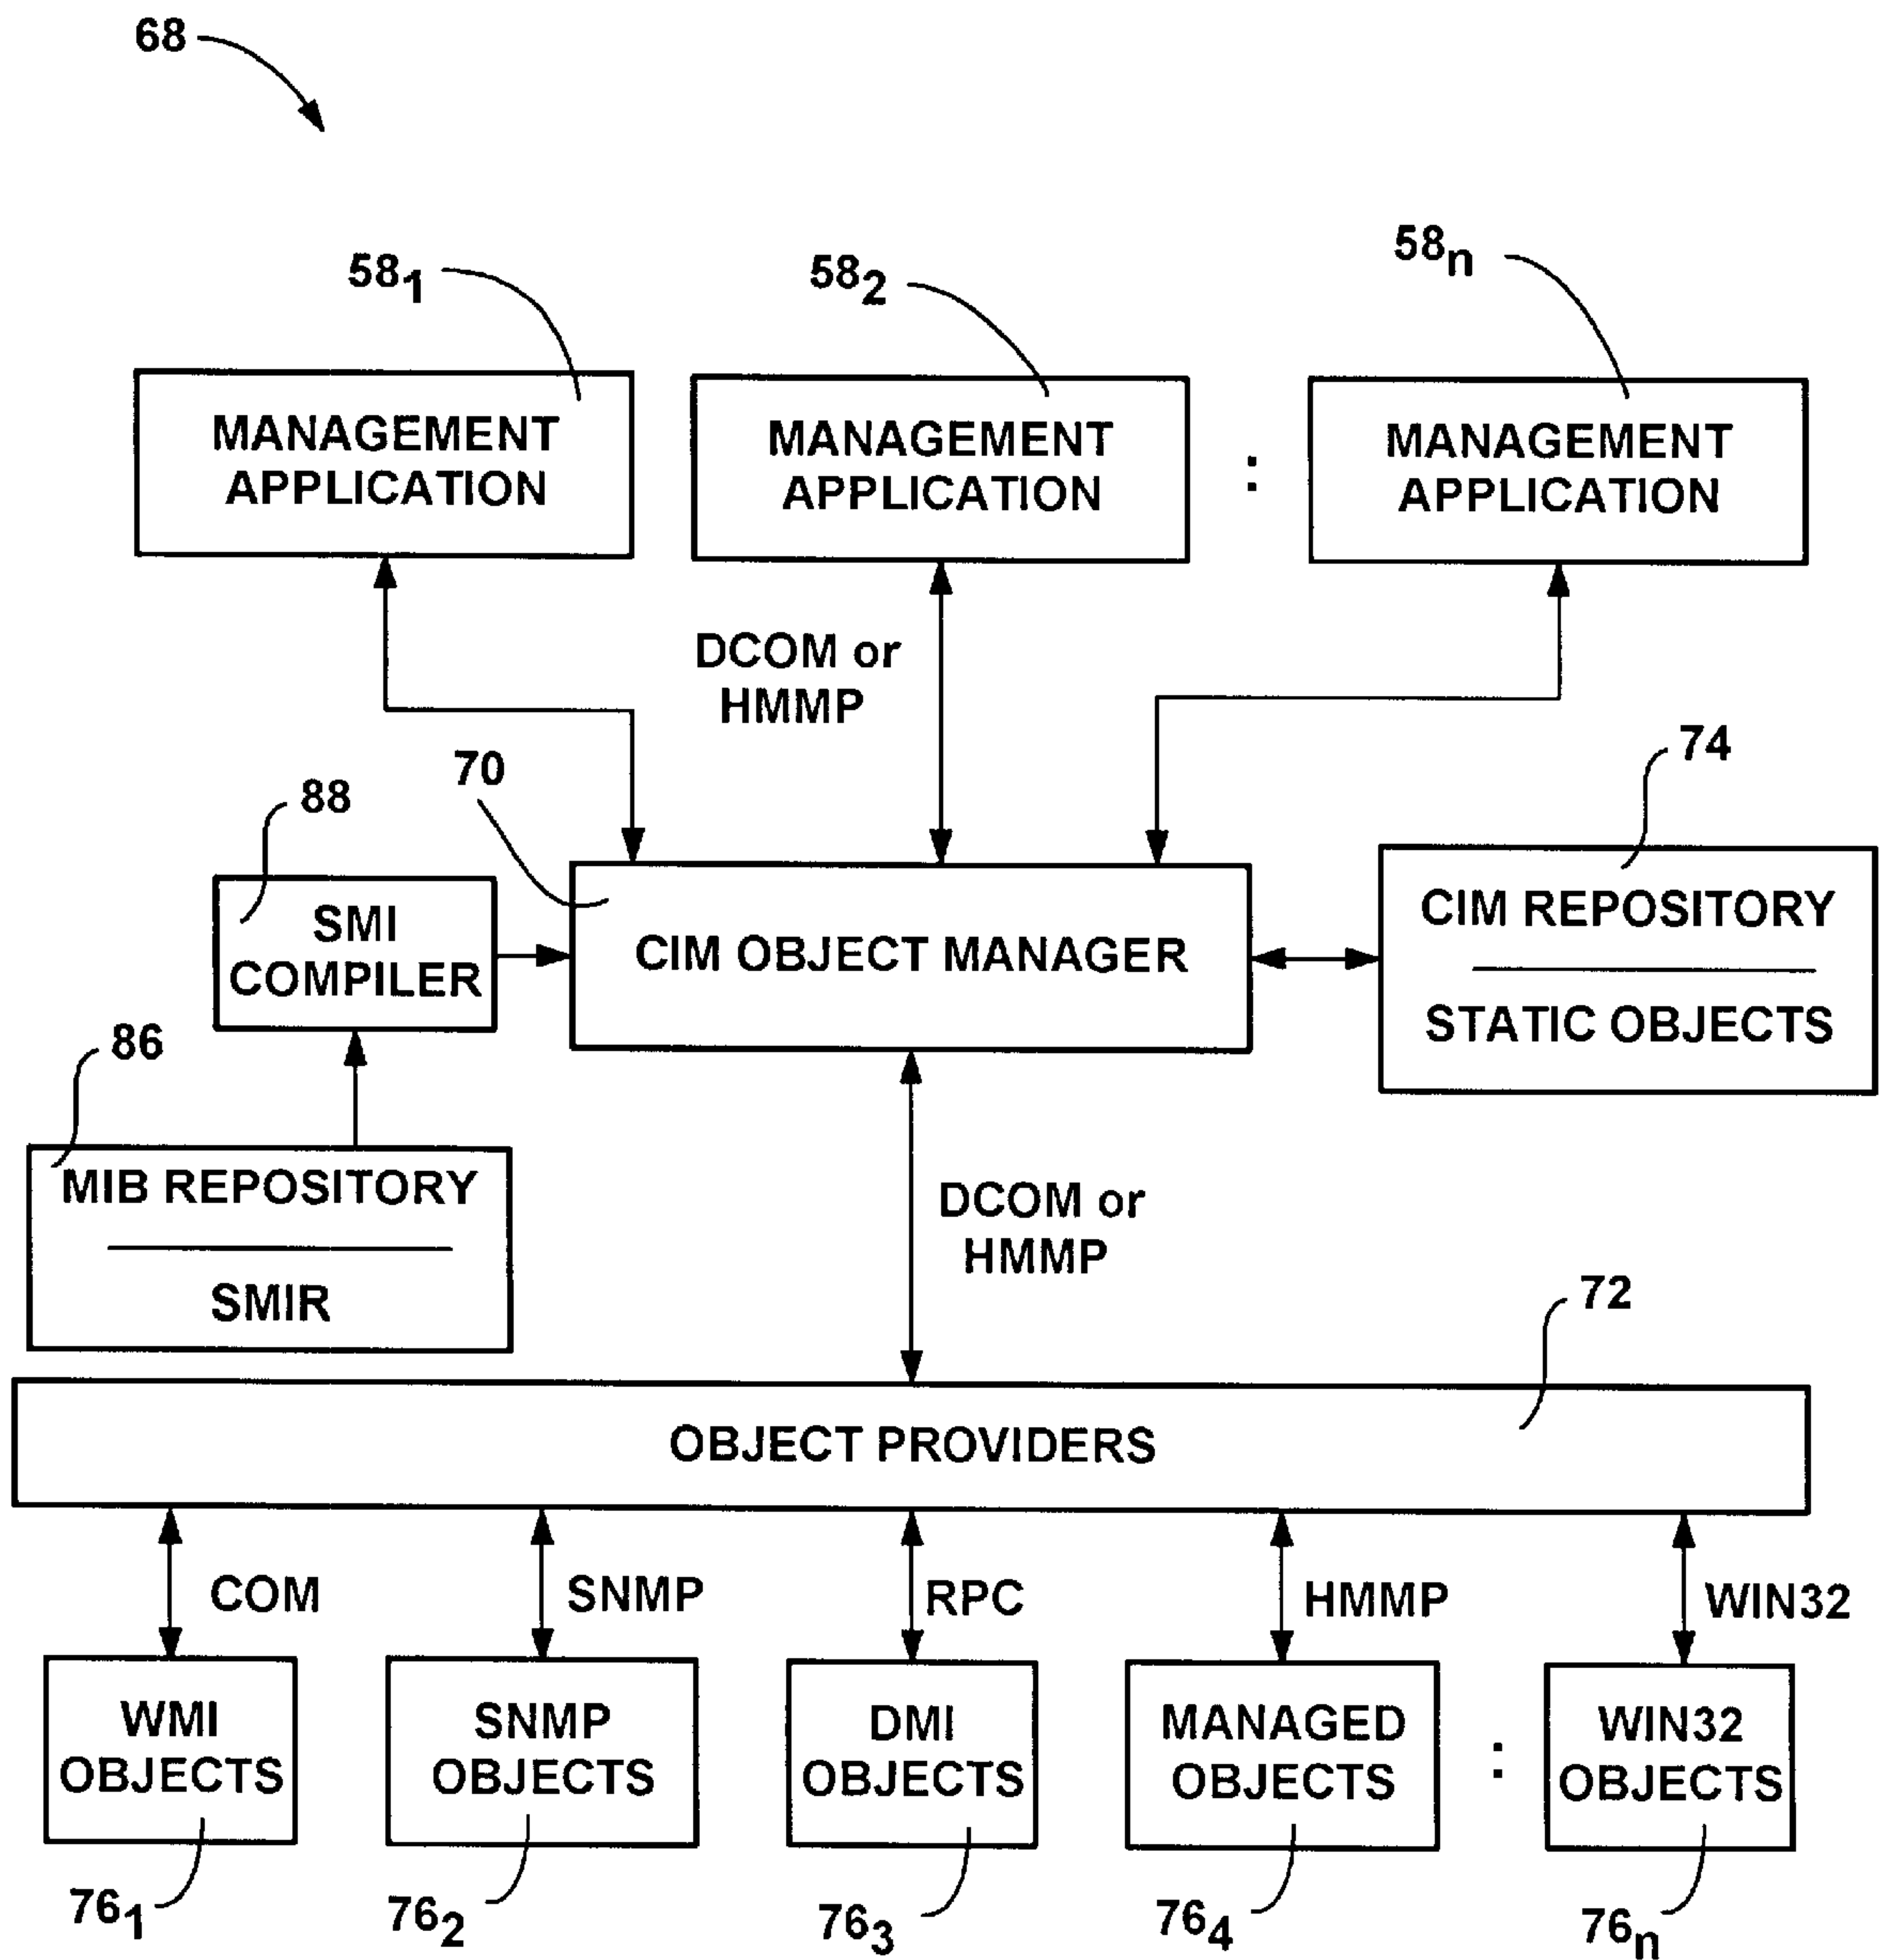 68
58₁
58₂
58ₙ
MANAGEMENT
APPLICATION
MANAGEMENT
APPLICATION
:
MANAGEMENT
APPLICATION
DCOM or
HMMP
70
74
88
SMI
COMPILER
CIM OBJECT MANAGER
CIM REPOSITORY
STATIC OBJECTS
86
MIB REPOSITORY
SMIR
DCOM or
HMMP
72
OBJECT PROVIDERS
COM
SNMP
RPC
HMMP
WIN32
WMI
OBJECTS
SNMP
OBJECTS
DMI
OBJECTS
MANAGED
OBJECTS
:
WIN32
OBJECTS
76₁
76₂
76₃
76₄
76ₙ